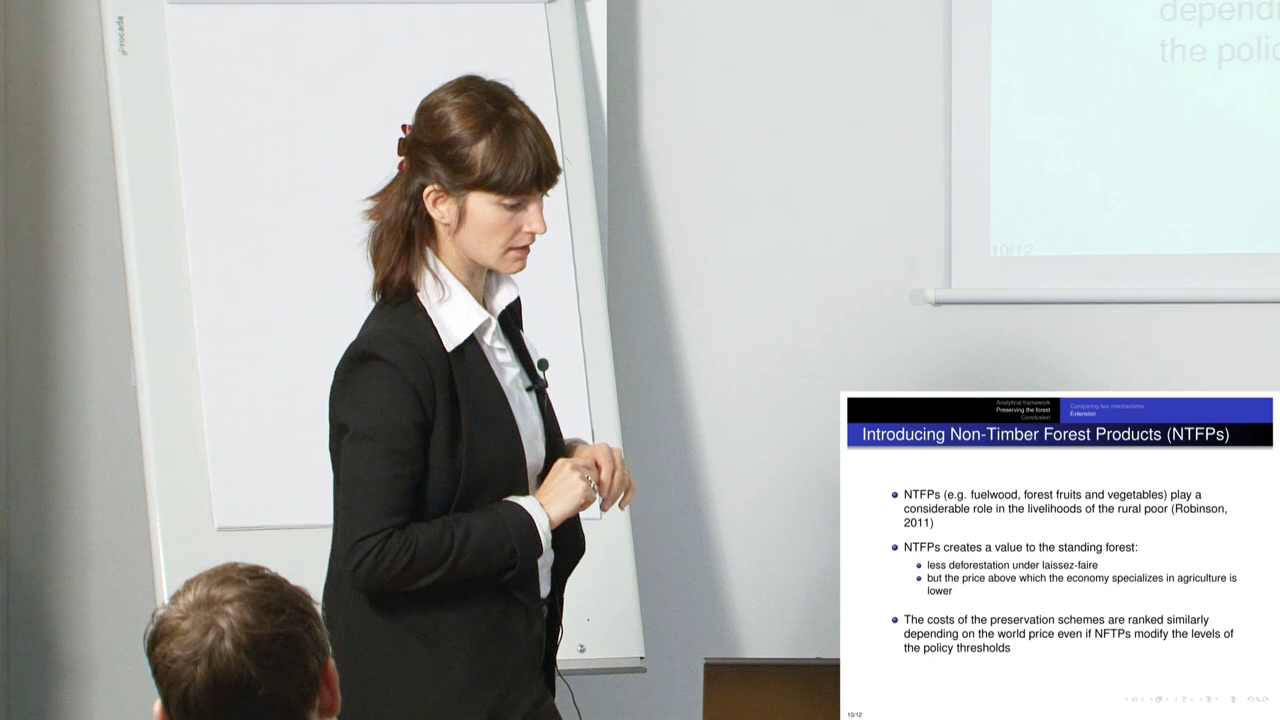 rocada
depend
the polic
10/12
Analytical framework
Preserving the forest
Conclusion
Comparing two mechanisms
Extension
Introducing Non-Timber Forest Products (NTFPs)
NTFPs (e.g. fuelwood, forest fruits and vegetables) play a
considerable role in the livelihoods of the rural poor (Robinson,
2011)
NTFPs creates a value to the standing forest:
less deforestation under laissez-faire
but the price above which the economy specializes in agriculture is
lower
The costs of the preservation schemes are ranked similarly
depending on the world price even if NFTPs modify the levels of
the policy thresholds
10/12